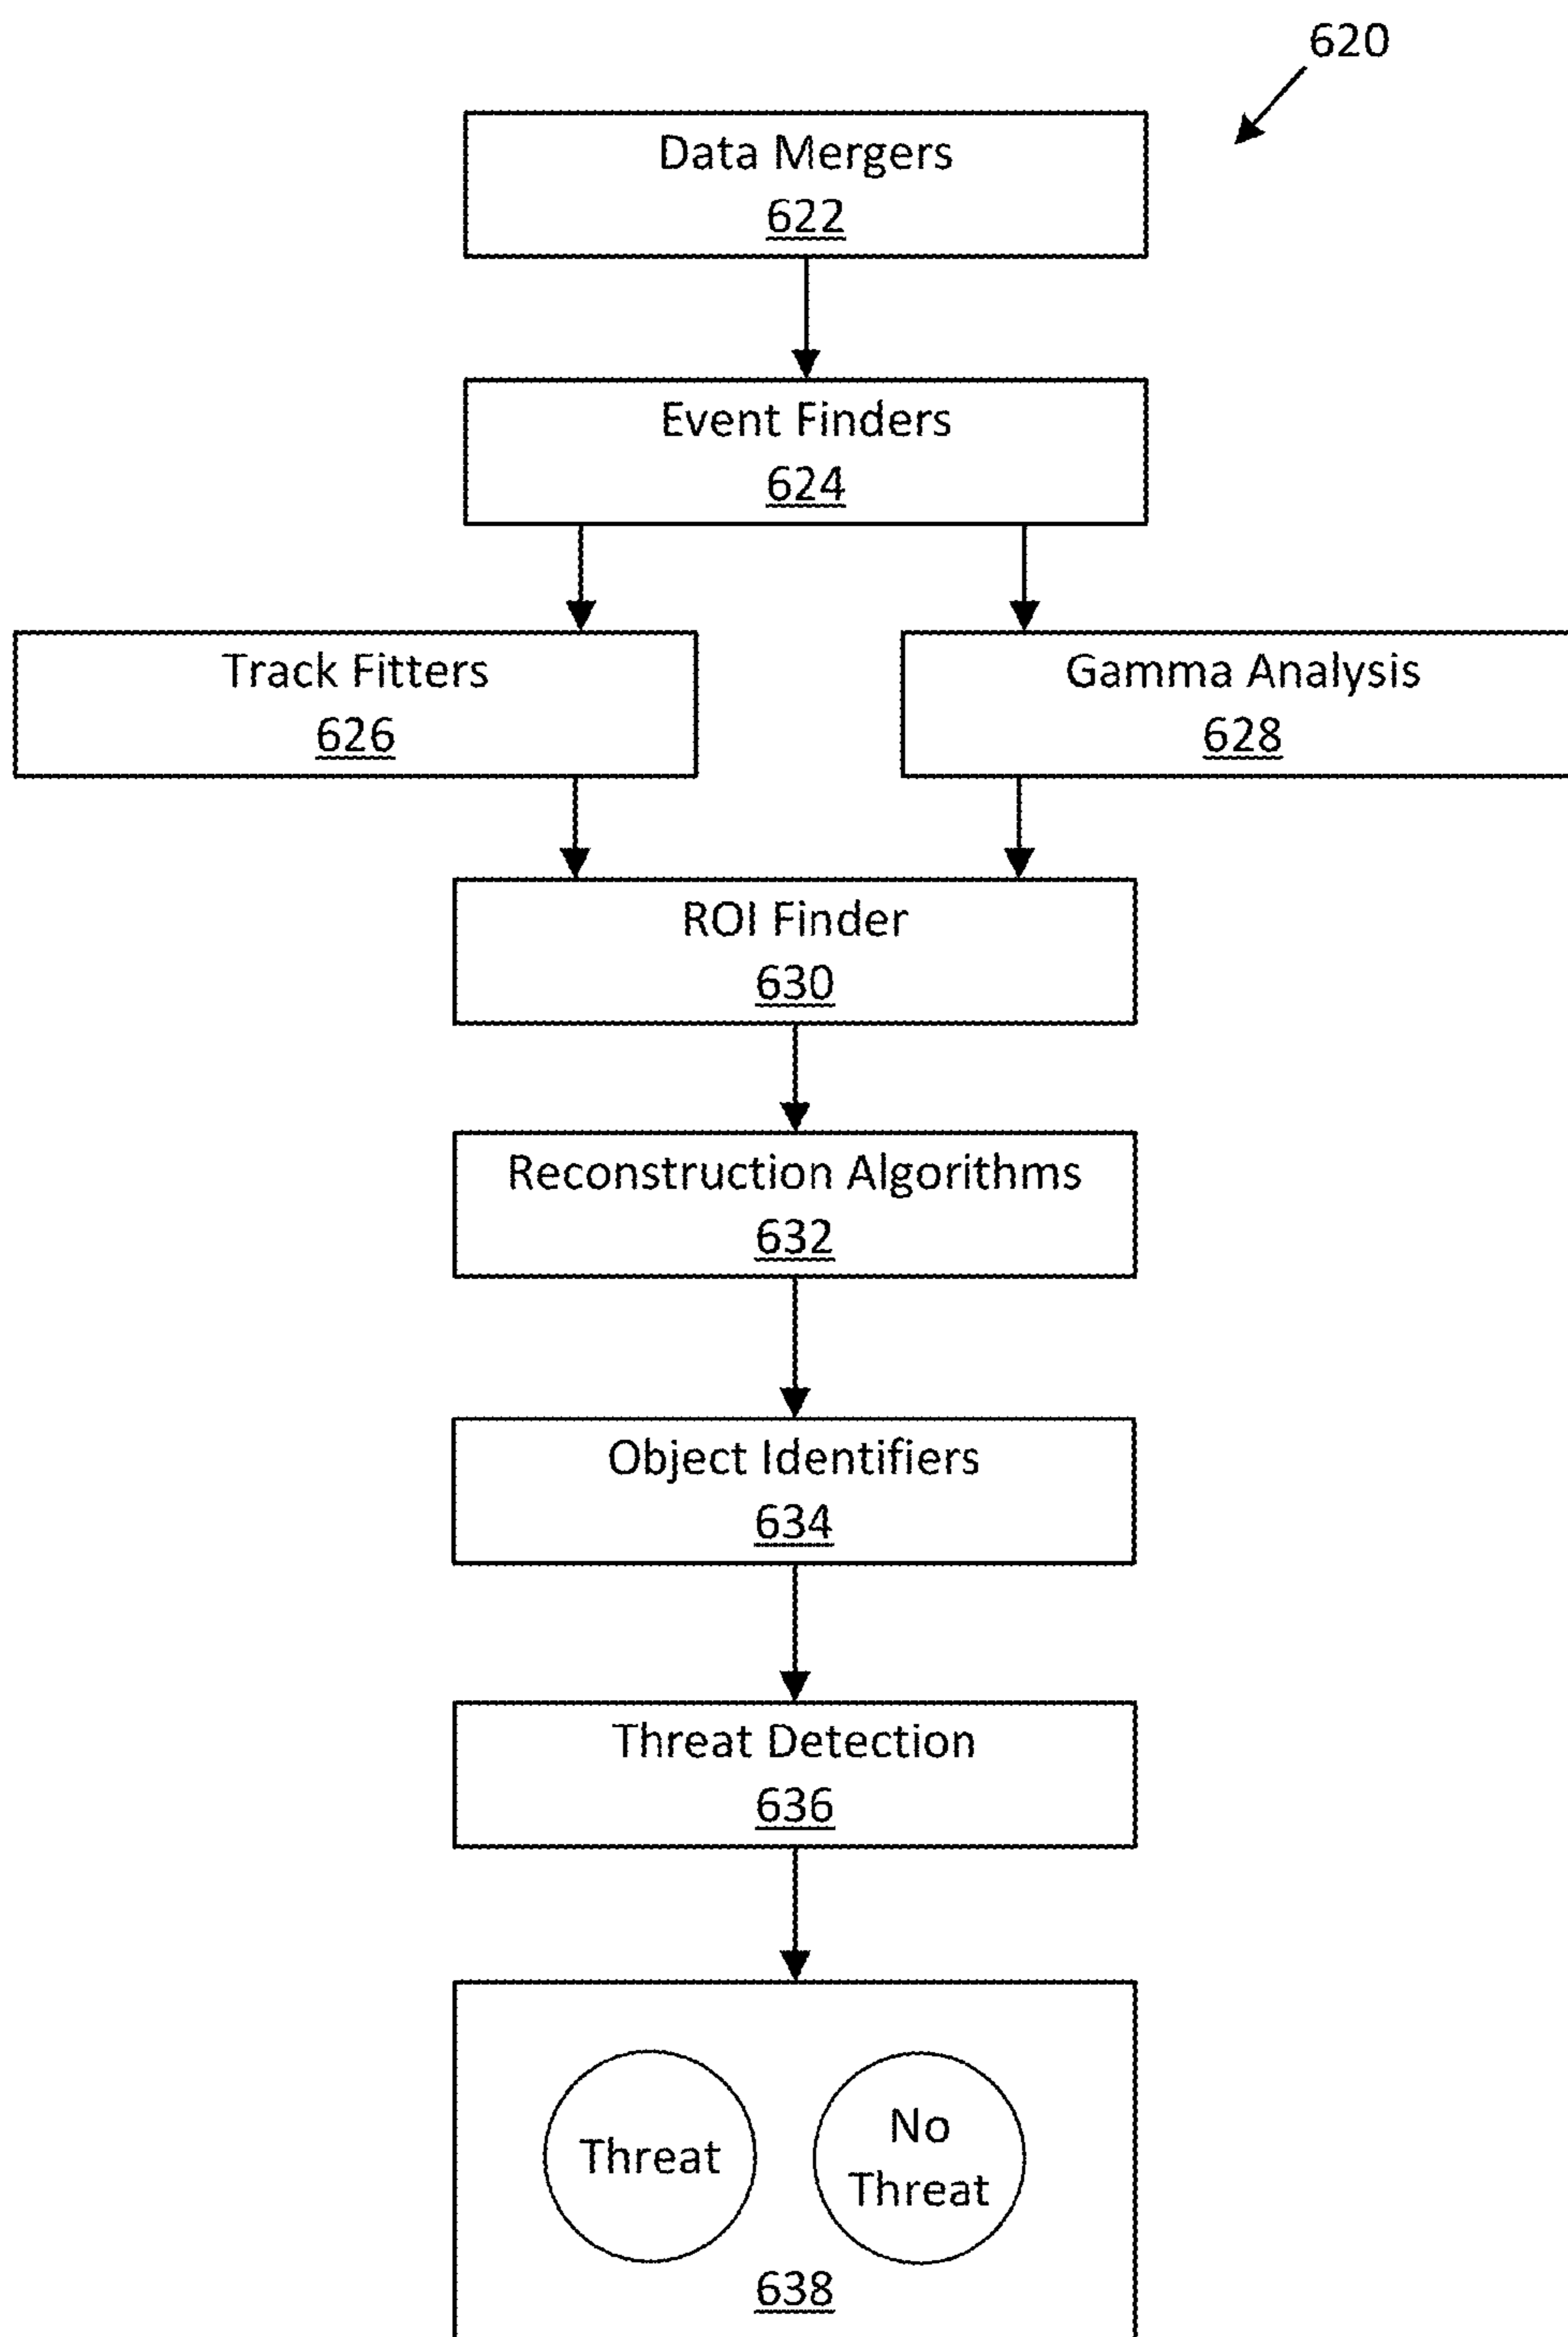 620
Data Mergers
622
Event Finders
624
Track Fitters
626
Gamma Analysis
628
ROI Finder
630
Reconstruction Algorithms
632
Object Identifiers
634
Threat Detection
636
Threat
No
Threat
638